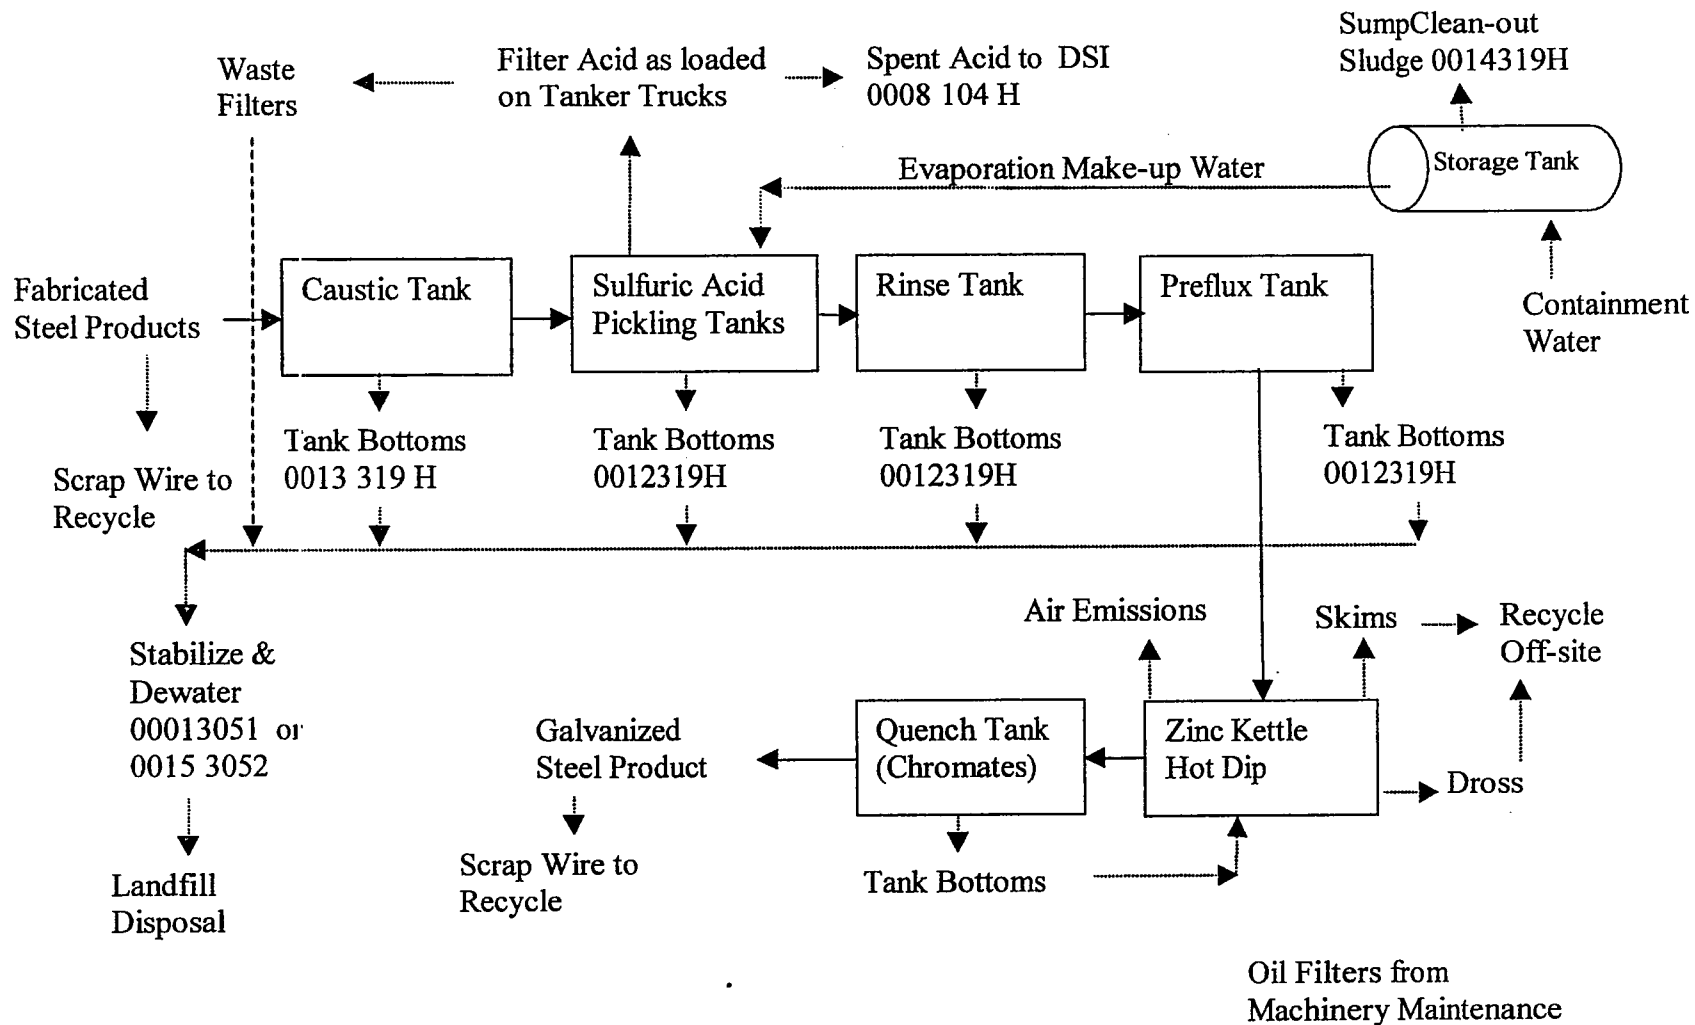 SumpClean-out
Sludge 0014319H
Waste
Filters
Filter Acid as loaded
on Tanker Trucks
Spent Acid to DSI
0008 104 H
Storage Tank
Evaporation Make-up Water
Fabricated
Steel Products
Caustic Tank
Sulfuric Acid
Pickling Tanks
Rinse Tank
Preflux Tank
Containment
Water
Scrap Wire to
Recycle
Tank Bottoms
0013 319 H
Tank Bottoms
0012319H
Tank Bottoms
0012319H
Tank Bottoms
0012319H
Stabilize &
Dewater
00013051 or
0015 3052
Air Emissions
Skims
Recycle
Off-site
Galvanized
Steel Product
Quench Tank
(Chromates)
Zinc Kettle
Hot Dip
Dross
Landfill
Disposal
Scrap Wire to
Recycle
Tank Bottoms
Oil Filters from
Machinery Maintenance